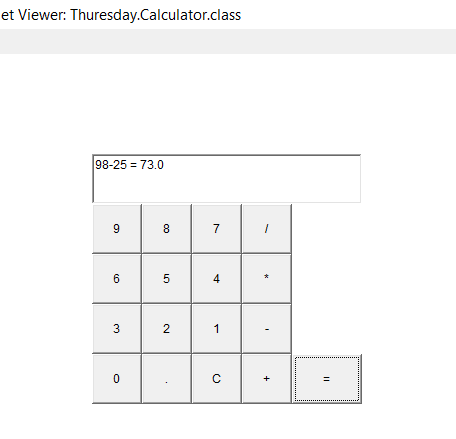 et Viewer: Thuresday.Calculator.class
98-25 = 73.0
9 8 7 /
6 5 4 *
3 2 1 -
0 . C + =